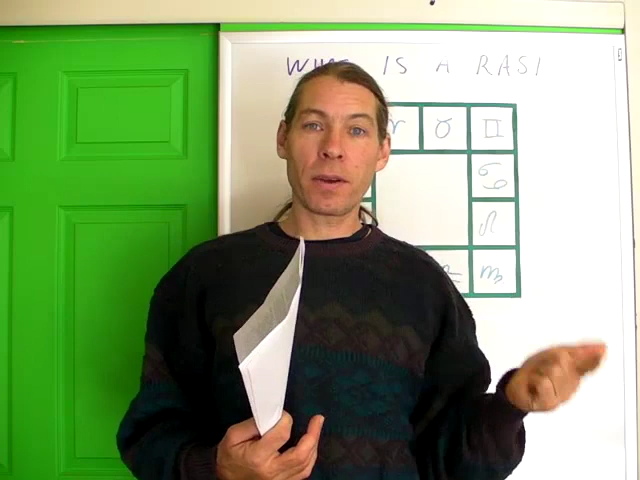 IS A RASI
♈ ♉ ♊
♋
♌
♎ ♍